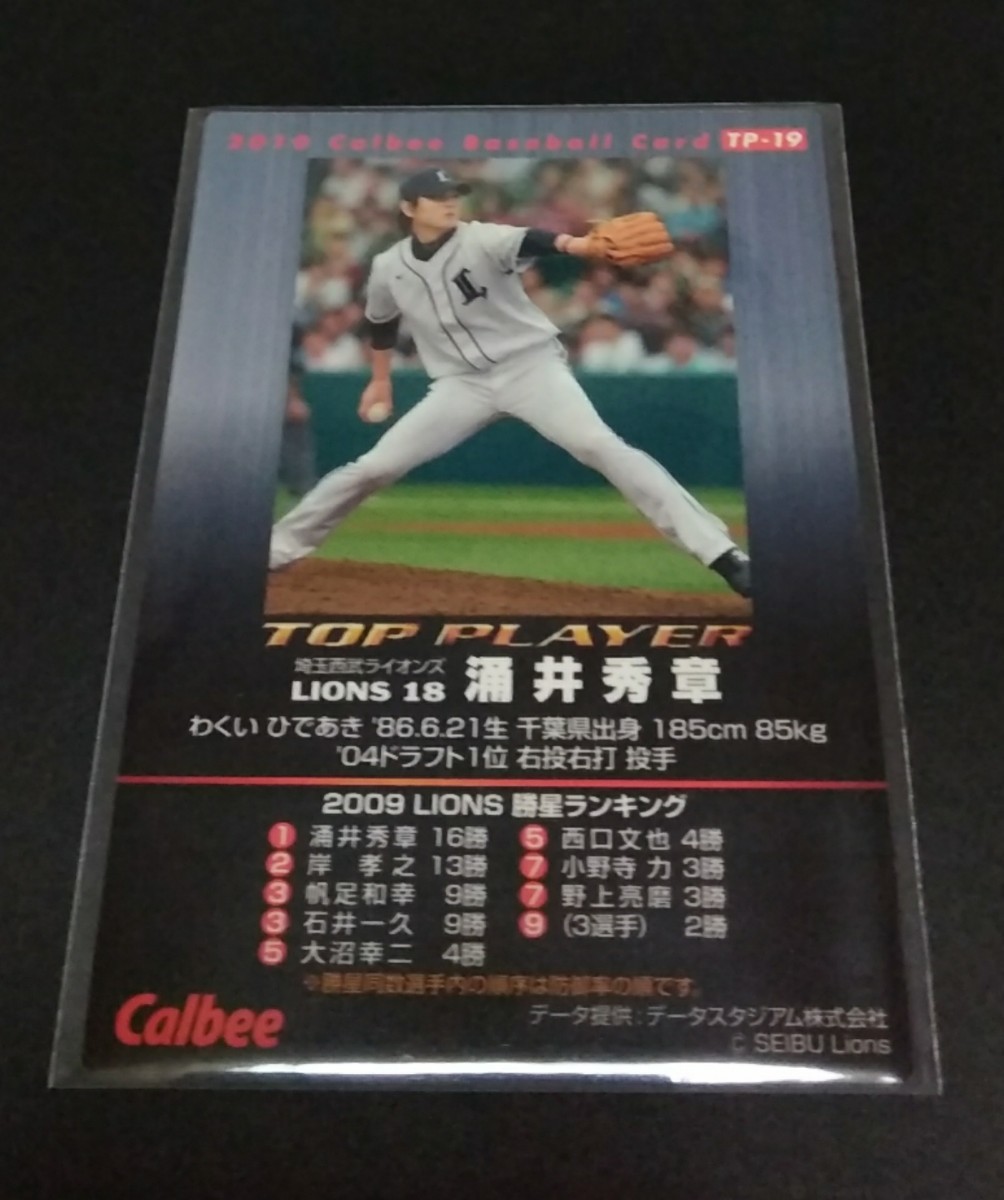 2010 Calbee Baseball Card TP-19
L
L
TOP PLAYER
埼玉西武ライオンズ
LIONS 18 涌井秀章
わくい ひであき '86.6.21生 千葉県出身 185cm 85kg
'04ドラフト1位 右投右打 投手
2009 LIONS 勝星ランキング
1 涌井秀章 16勝
2 岸 孝之 13勝
3 帆足和幸 9勝
3 石井一久 9勝
5 大沼幸二 4勝
5 西口文也 4勝
7 小野寺 力 3勝
7 野上亮磨 3勝
9 (3選手) 2勝
※勝星同数選手内の順序は防御率の順です。
Calbee
データ提供:データスタジアム株式会社
© SEIBU Lions